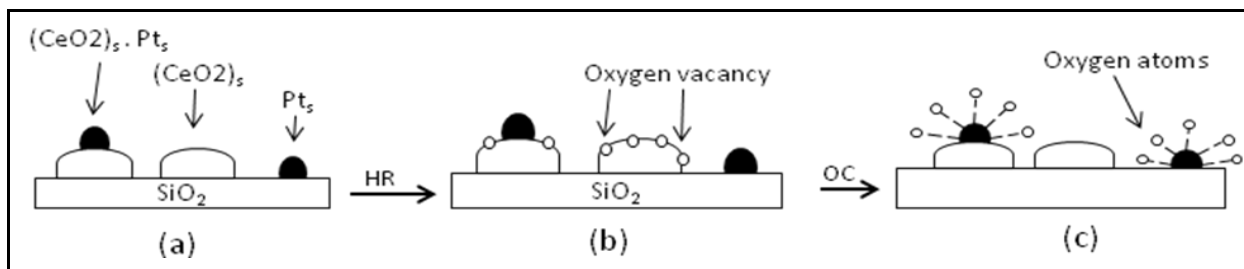 (CeO2)s . Pts
(CeO2)s
Pts
SiO2
(a)
HR
Oxygen vacancy
SiO2
(b)
OC
Oxygen atoms
(c)